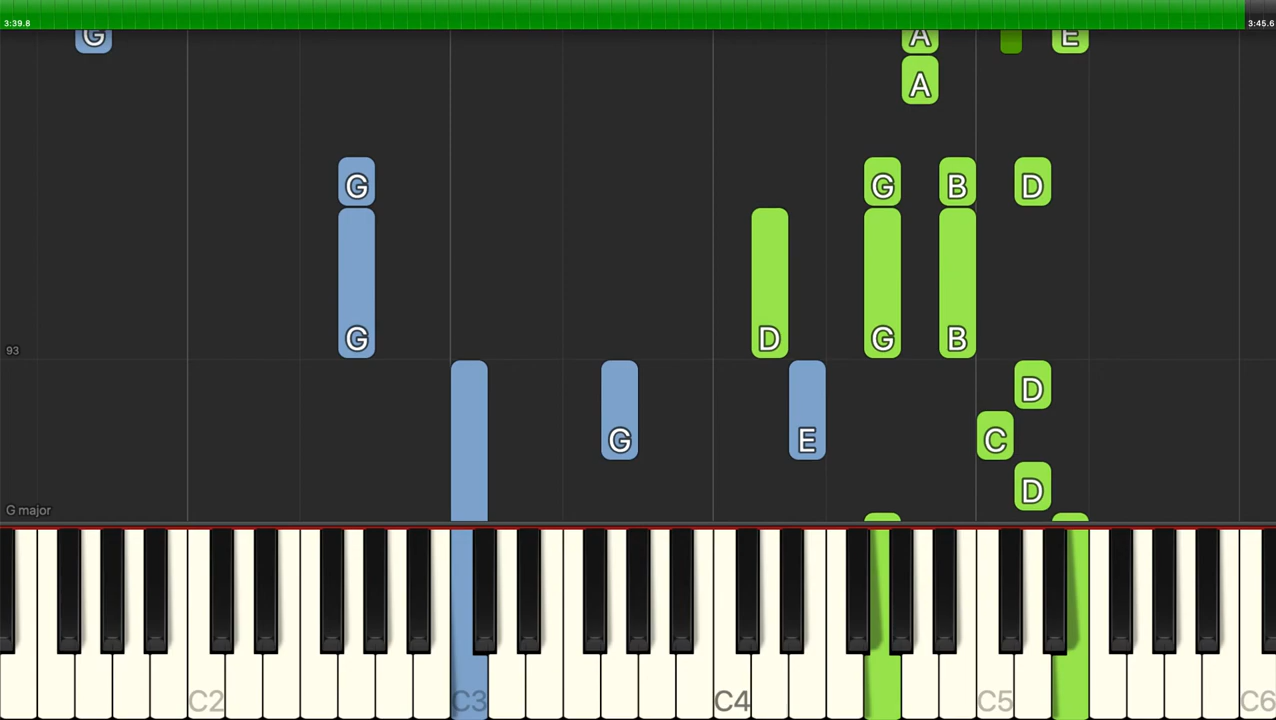 3:39.8 3:45.6
G A E
A
G G B D
G D G B
93
D
G E C
D
G major
C2 C3 C4 C5 C6